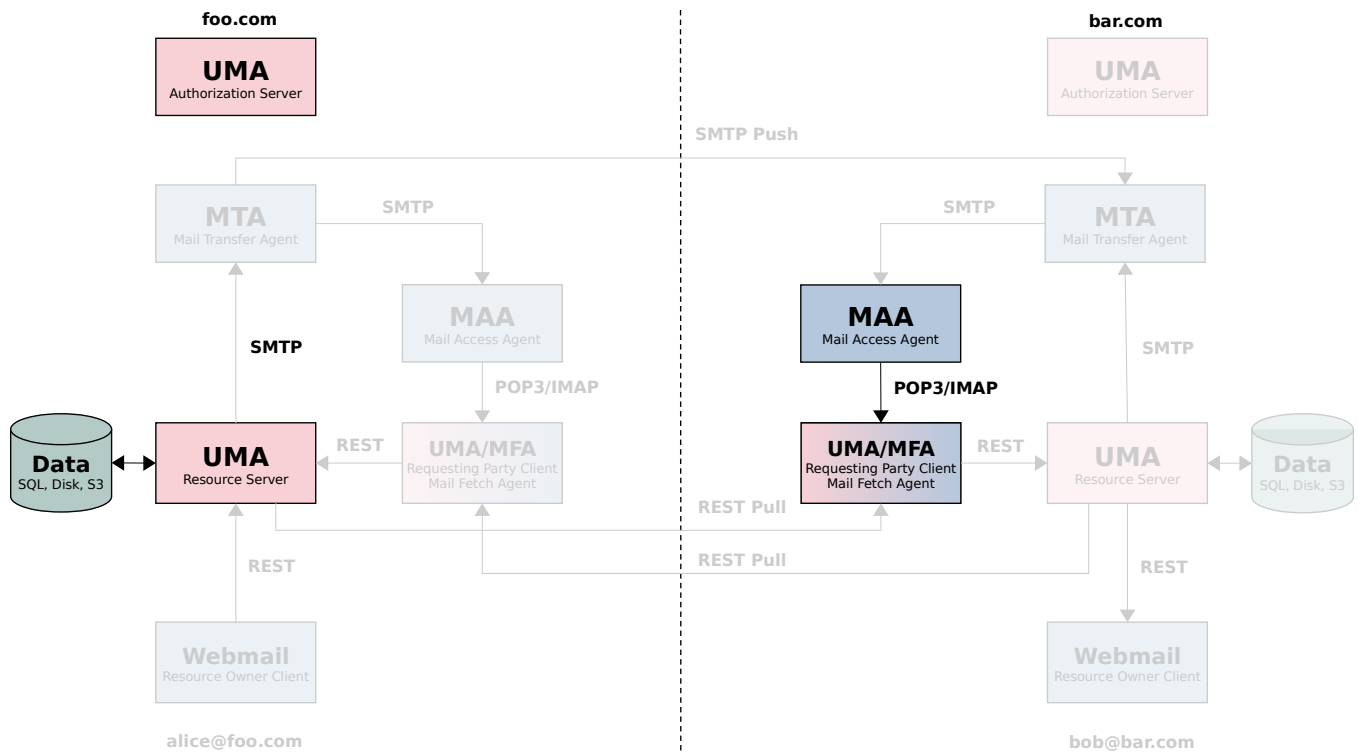 foo.com
bar.com
UMA
Authorization Server
UMA
Authorization Server
SMTP Push
MTA
Mail Transfer Agent
SMTP
SMTP
MTA
Mail Transfer Agent
MAA
Mail Access Agent
MAA
Mail Access Agent
SMTP
SMTP
POP3/IMAP
POP3/IMAP
Data
SQL, Disk, S3
UMA
Resource Server
REST
UMA/MFA
Requesting Party Client
Mail Fetch Agent
UMA/MFA
Requesting Party Client
Mail Fetch Agent
REST
UMA
Resource Server
Data
SQL, Disk, S3
REST Pull
REST Pull
REST
REST
Webmail
Resource Owner Client
Webmail
Resource Owner Client
alice@foo.com
bob@bar.com